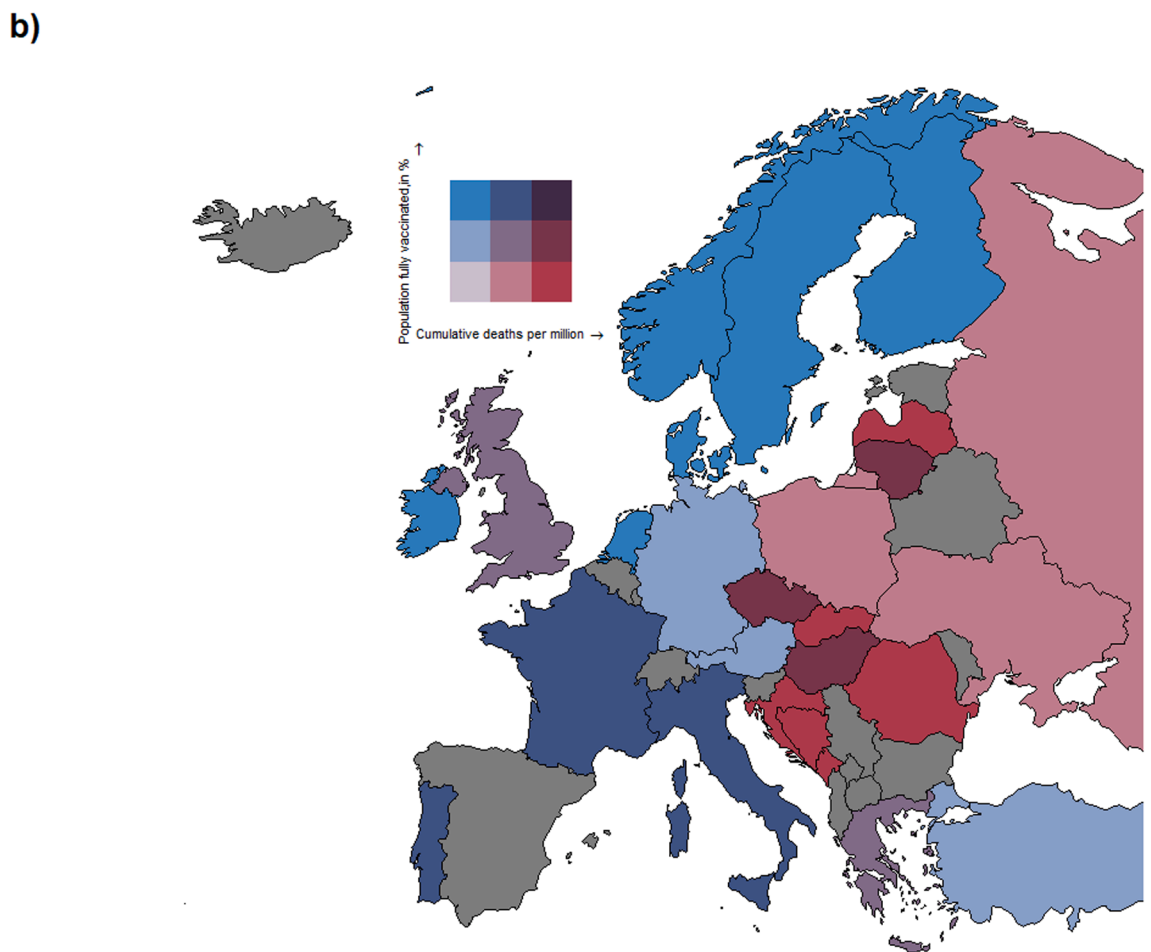 b)
Population fully vaccinated,in % →
Cumulative deaths per million →